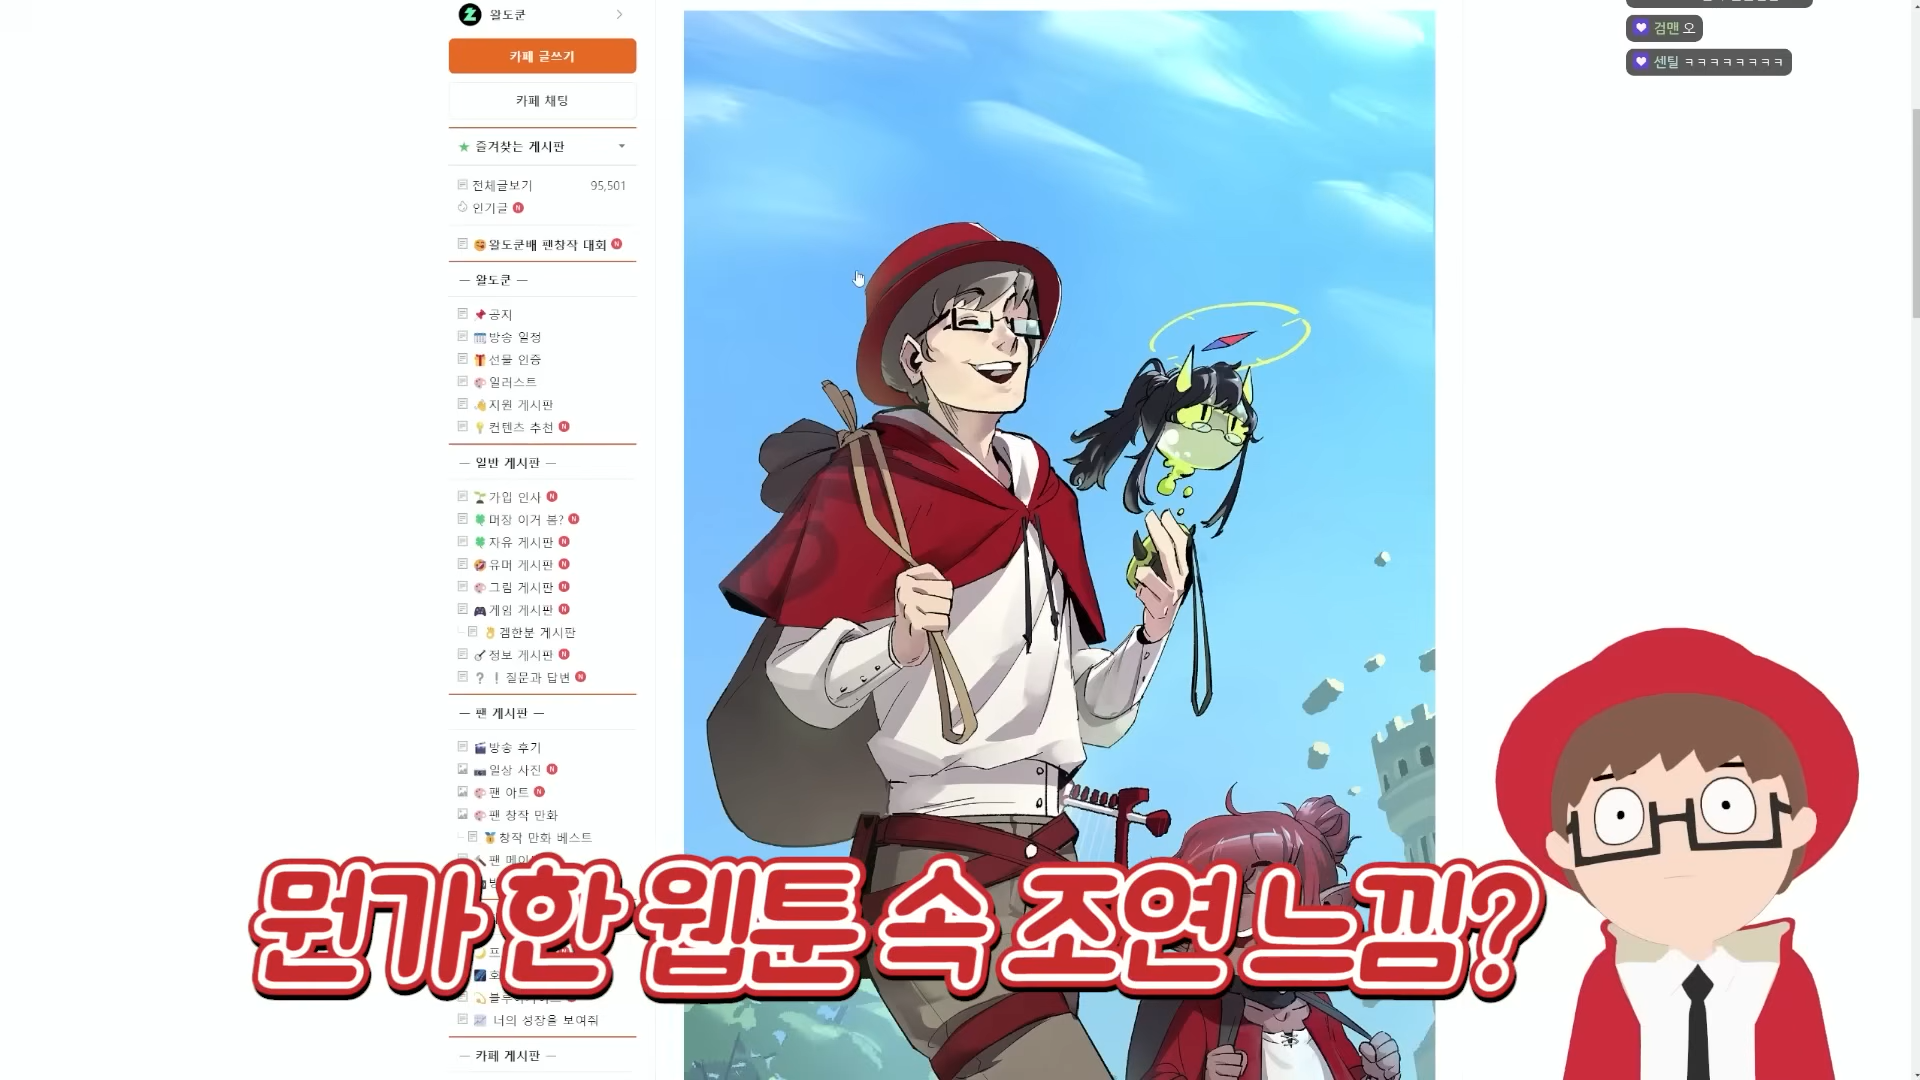 왈도쿤
카페 글쓰기
카페 채팅
즐겨찾는 게시판
전체글보기 95,501
인기글 N
왈도쿤배 팬창작 대회 N
— 왈도쿤 —
공지
방송 일정
선물 인증
일러스트
지원 게시판
컨텐츠 추천 N
— 일반 게시판 —
가입 인사 N
머장 이거 봄? N
자유 게시판 N
유머 게시판 N
그림 게시판 N
게임 게시판 N
겜한분 게시판
정보 게시판 N
? ! 질문과 답변 N
— 팬 게시판 —
방송 후기
일상 사진 N
팬 아트 N
팬 창작 만화
창작 만화 베스트
너의 성장을 보여줘
— 카페 게시판 —
검맨 오
센틸 ㅋㅋㅋㅋㅋㅋㅋㅋ
뭔가 한 웹툰 속 조연 느낌?